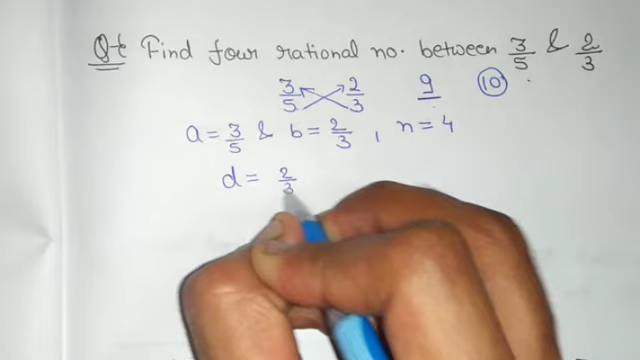 Q6 Find four rational no. between 3/5 & 2/3
3/5 2/3 9 10
a = 3/5 & b = 2/3 , n = 4
d = 2/3